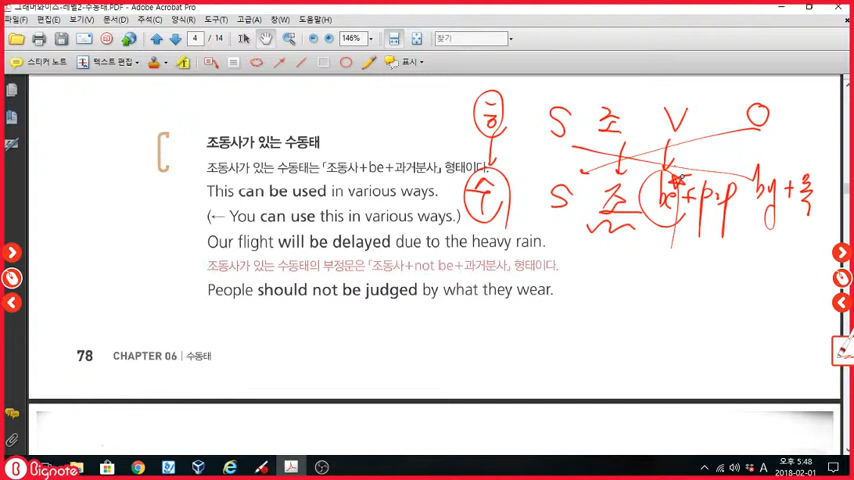 그래머와이즈-레벨2-수동태.PDF - Adobe Acrobat Pro
파일(F) 편집(E) 보기(V) 문서(D) 주석(C) 양식(R) 도구(T) 고급(A) 창(W) 도움말(H)
4 / 14 146% 찾기
스티커 노트 텍스트 편집 표시
S 조 V O
능
수 S 조 be + p.p by + 목
C
조동사가 있는 수동태
조동사가 있는 수동태는 「조동사+be+과거분사」 형태이다.
This can be used in various ways.
(← You can use this in various ways.)
Our flight will be delayed due to the heavy rain.
조동사가 있는 수동태의 부정문은 「조동사+not be+과거분사」 형태이다.
People should not be judged by what they wear.
78 CHAPTER 06 | 수동태
Bignote
A 오후 5:48
2018-02-01